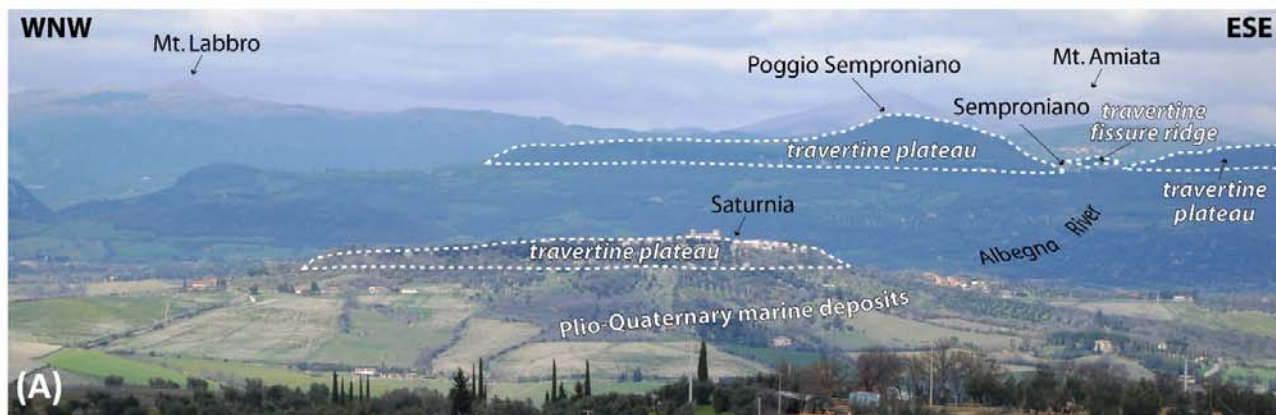 WNW
ESE
Mt. Labbro
Mt. Amiata
Poggio Semproniano
Semproniano
travertine
fissure ridge
travertine plateau
travertine
plateau
Saturnia
Albegna River
travertine plateau
Plio-Quaternary marine deposits
(A)